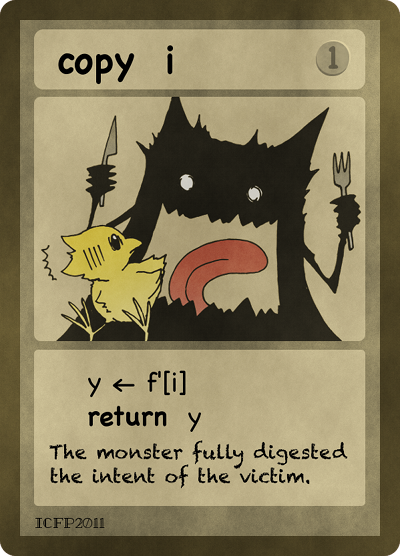 copy i
1
y ← f'[i]
return y
The monster fully digested
the intent of the victim.
ICFP2011